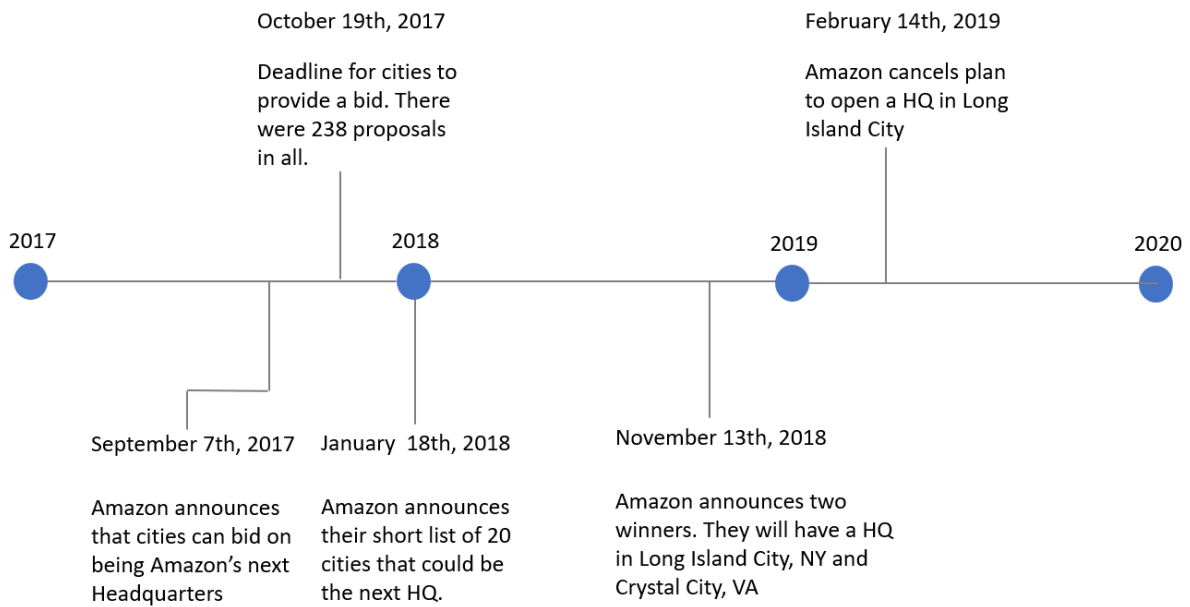 October 19th, 2017
Deadline for cities to
provide a bid. There
were 238 proposals
in all.
February 14th, 2019
Amazon cancels plan
to open a HQ in Long
Island City
2017
2018
2019
2020
September 7th, 2017
Amazon announces
that cities can bid on
being Amazon’s next
Headquarters
January  18th, 2018
Amazon announces
their short list of 20
cities that could be
the next HQ.
November 13th, 2018
Amazon announces two
winners. They will have a HQ
in Long Island City, NY and
Crystal City, VA